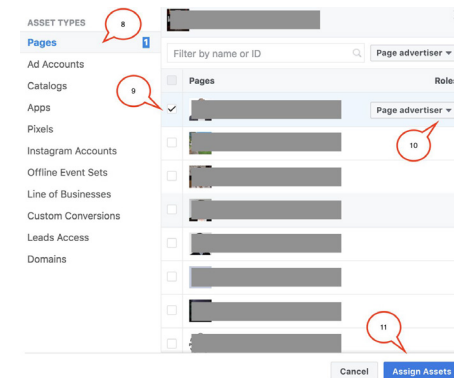 ASSET TYPES
8
Pages
1
Filter by name or ID
Page advertiser
Ad Accounts
Catalogs
9
Pages
Roles
Apps
Page advertiser
Pixels
10
Instagram Accounts
Offline Event Sets
Line of Businesses
Custom Conversions
Leads Access
Domains
11
Cancel
Assign Assets